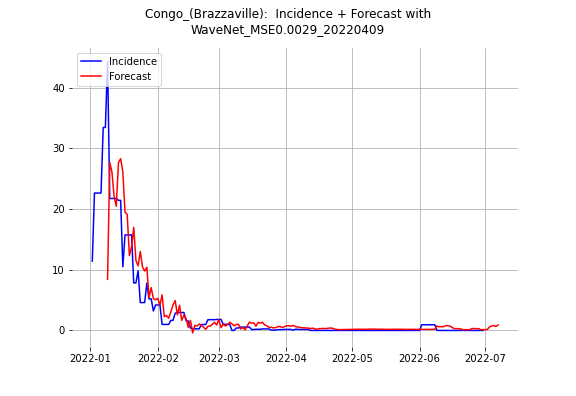 Congo_(Brazzaville):  Incidence + Forecast with
WaveNet_MSE0.0029_20220409
Incidence
Forecast
40
30
20
10
0
2022-01 2022-02 2022-03 2022-04 2022-05 2022-06 2022-07